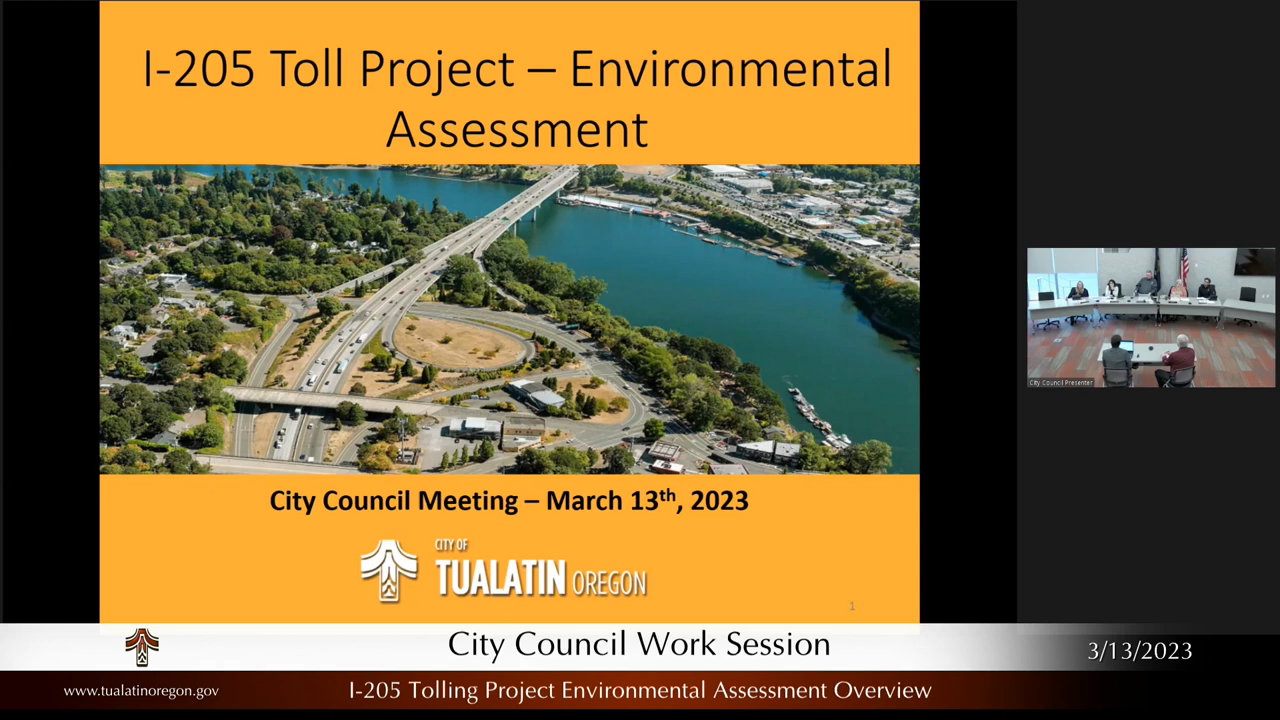 I-205 Toll Project – Environmental
Assessment
City Council Meeting – March 13th, 2023
CITY OF
TUALATIN OREGON
1
City Council Presenter
City Council Work Session
3/13/2023
www.tualatinoregon.gov
I-205 Tolling Project Environmental Assessment Overview